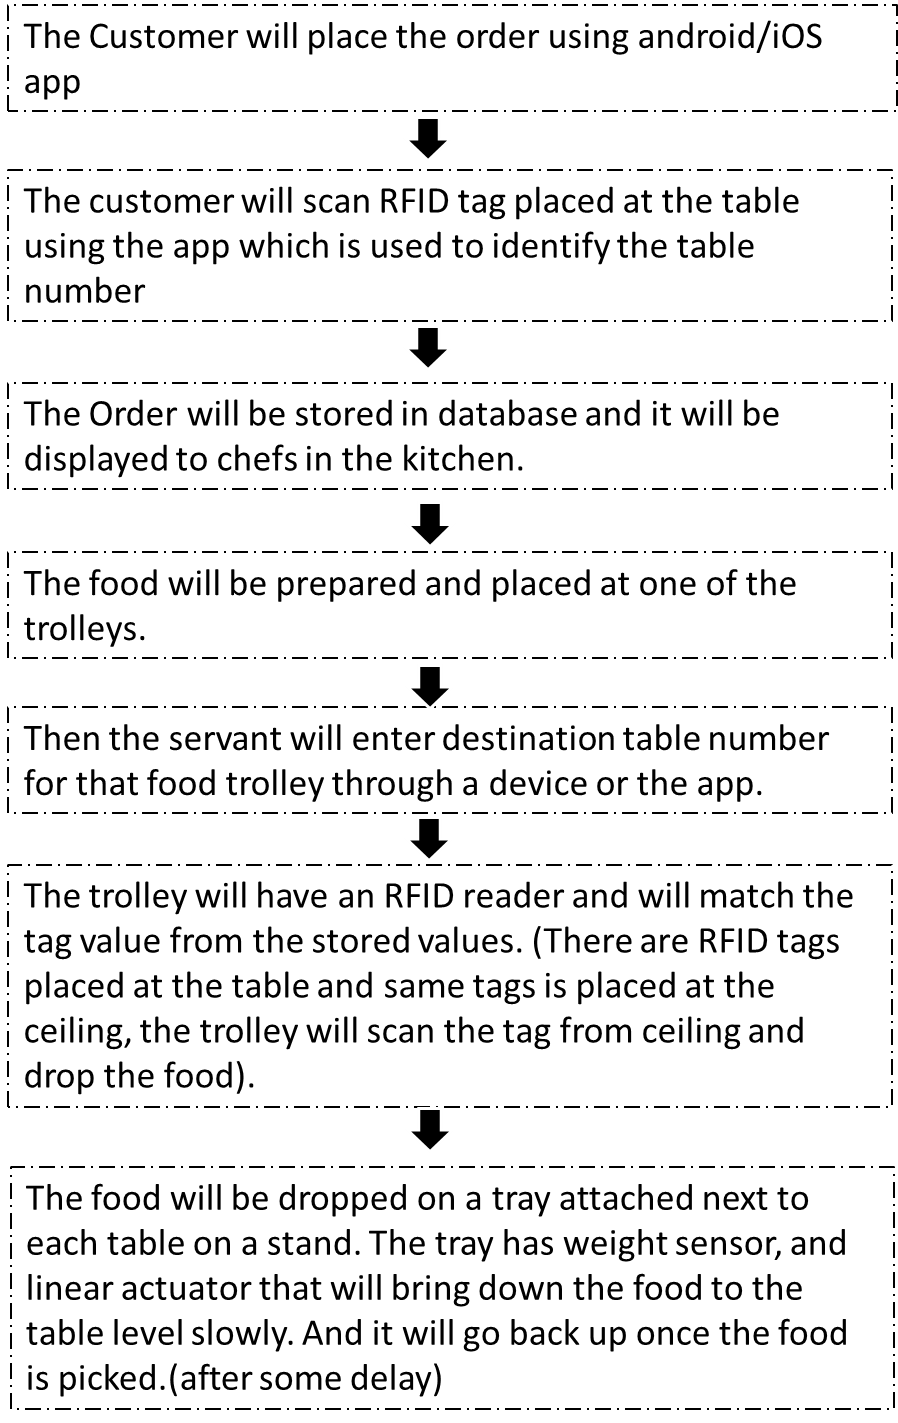 The Customer will place the order using android/iOS
app
The customer will scan RFID tag placed at the table
using the app which is used to identify the table
number
The Order will be stored in database and it will be
displayed to chefs in the kitchen.
The food will be prepared and placed at one of the
trolleys.
Then the servant will enter destination table number
for that food trolley through a device or the app.
The trolley will have an RFID reader and will match the
tag value from the stored values. (There are RFID tags
placed at the table and same tags is placed at the
ceiling, the trolley will scan the tag from ceiling and
drop the food).
The food will be dropped on a tray attached next to
each table on a stand. The tray has weight sensor, and
linear actuator that will bring down the food to the
table level slowly. And it will go back up once the food
is picked.(after some delay)